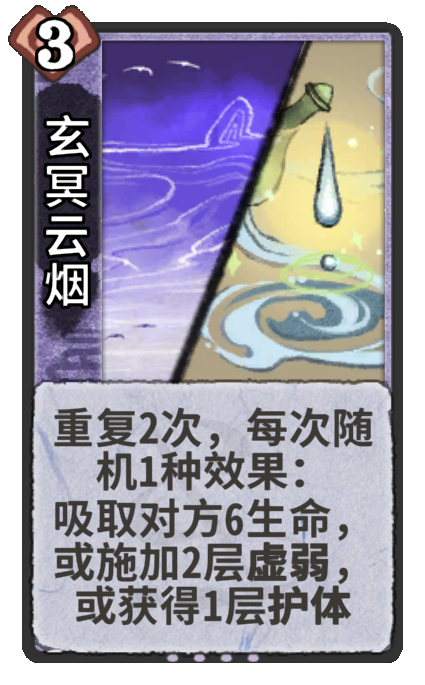 3
玄冥云烟
重复2次，每次随
机1种效果：
吸取对方6生命，
或施加2层虚弱，
或获得1层护体